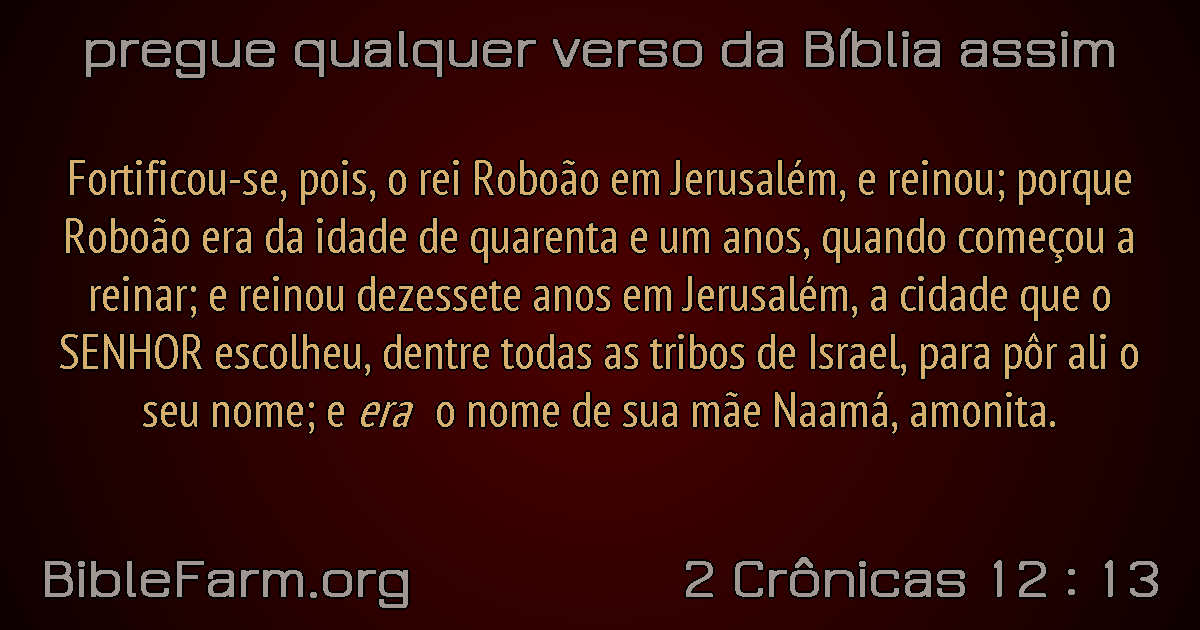 pregue qualquer verso da Bíblia assim
Fortificou-se, pois, o rei Roboão em Jerusalém, e reinou; porque
Roboão era da idade de quarenta e um anos, quando começou a
reinar; e reinou dezessete anos em Jerusalém, a cidade que o
SENHOR escolheu, dentre todas as tribos de Israel, para pôr ali o
seu nome; e era o nome de sua mãe Naamá, amonita.
BibleFarm.org
2 Crônicas 12 : 13